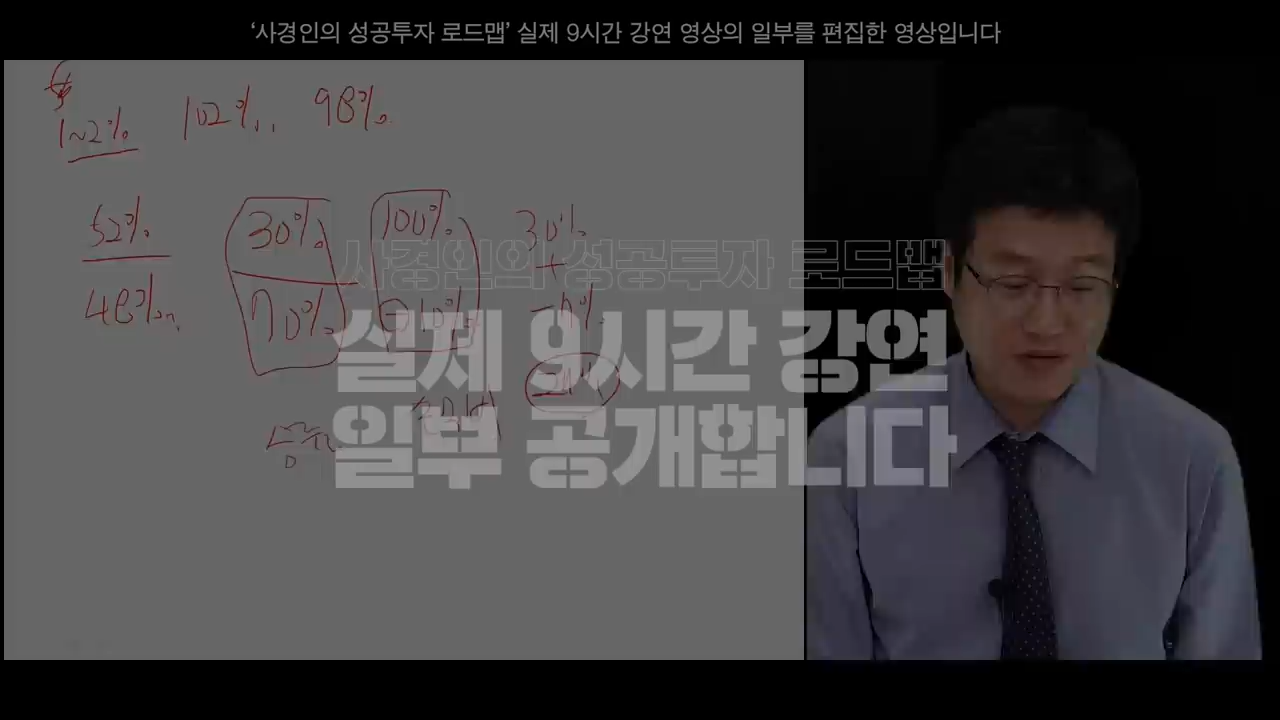 ‘사경인의 성공투자 로드맵’ 실제 9시간 강연 영상의 일부를 편집한 영상입니다
1~2% 102% 98%
52% 30% 100% 30%
+
48% 70%
사경인의 성공투자 로드맵
실제 9시간 강연
일부 공개합니다